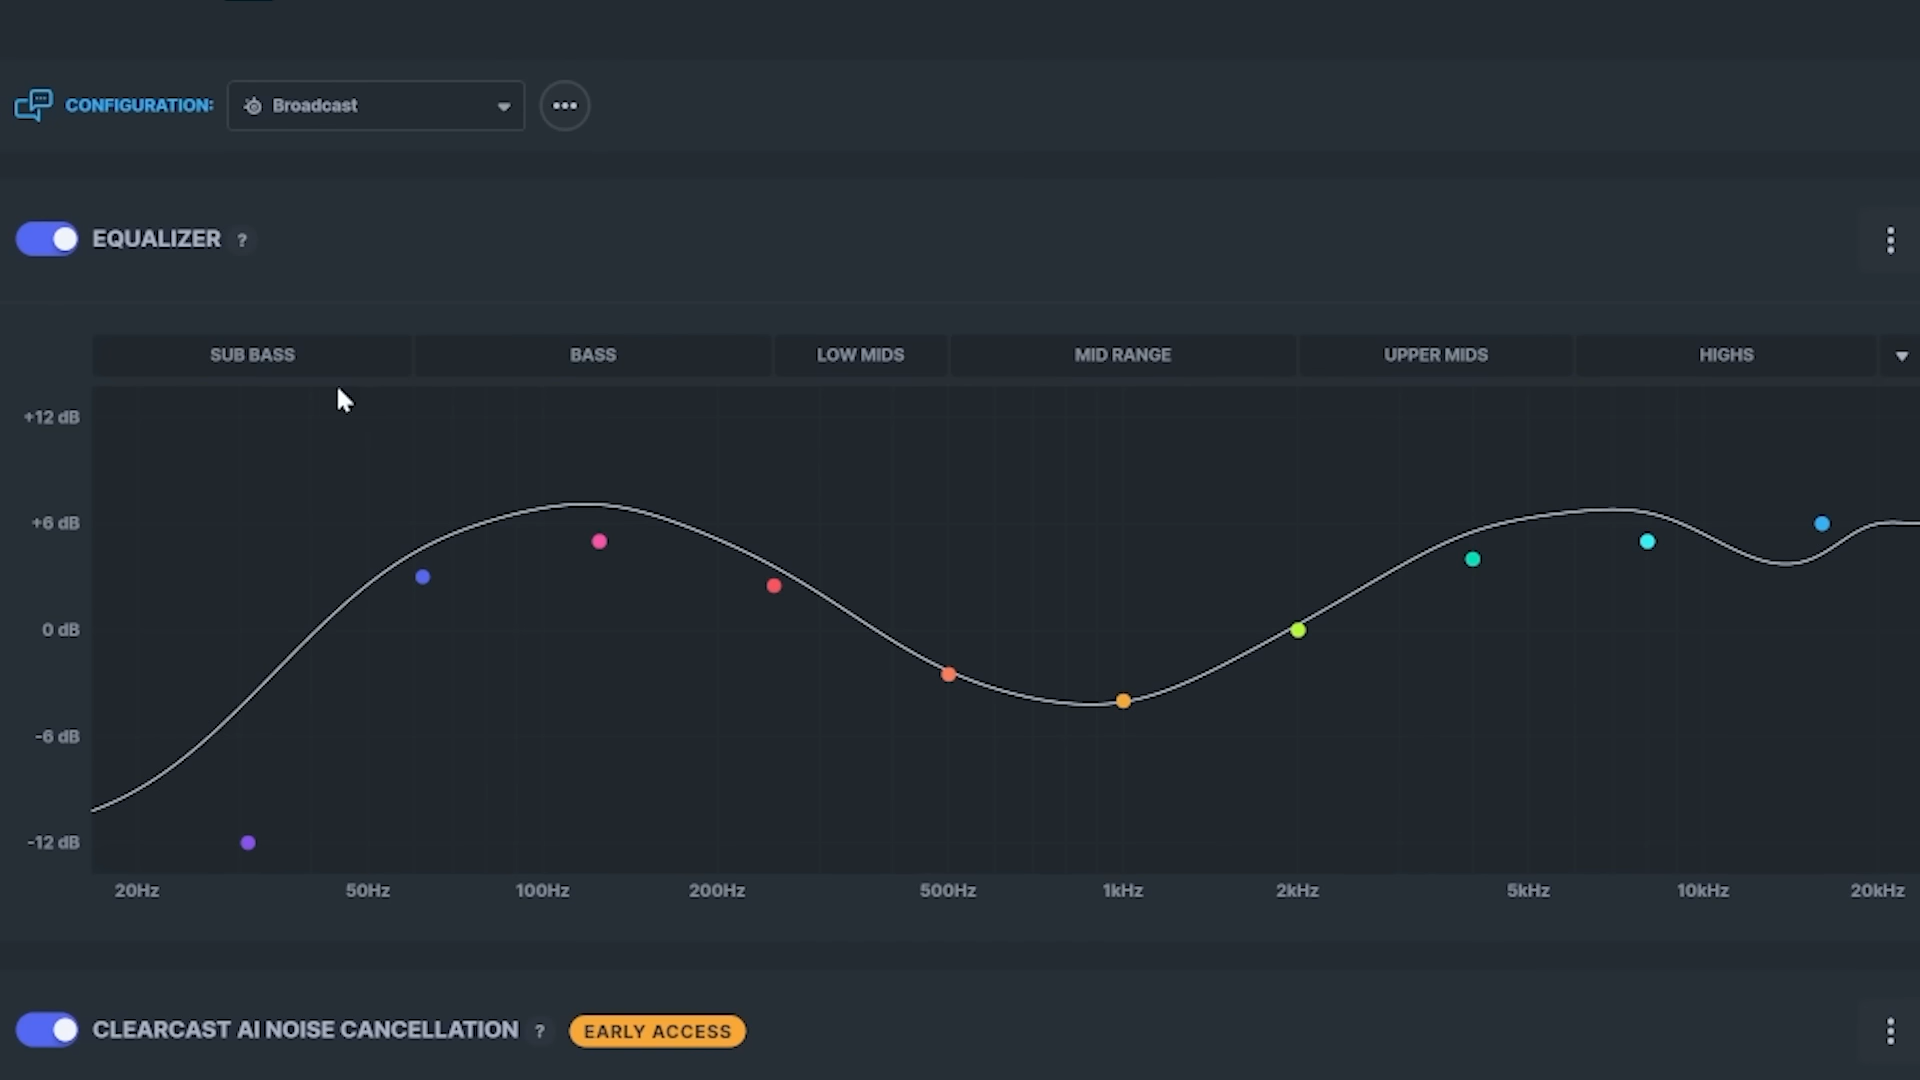 CONFIGURATION: Broadcast
EQUALIZER ?
SUB BASS BASS LOW MIDS MID RANGE UPPER MIDS HIGHS
+12 dB
+6 dB
0 dB
-6 dB
-12 dB
20Hz 50Hz 100Hz 200Hz 500Hz 1kHz 2kHz 5kHz 10kHz 20kHz
CLEARCAST AI NOISE CANCELLATION ? EARLY ACCESS